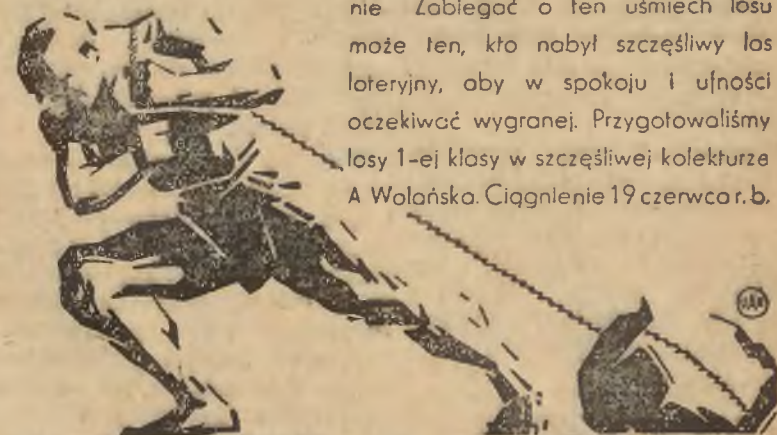 nie Zabiegać o ten uśmiech losu
może ten, kto nabył szczęśliwy los
loteryjny, aby w spokoju i ufności
oczekiwać wygranej. Przygotowaliśmy
losy 1-ej klasy w szczęśliwej kolekturze
A Wolańska. Ciągnienie 19 czerwca r. b.